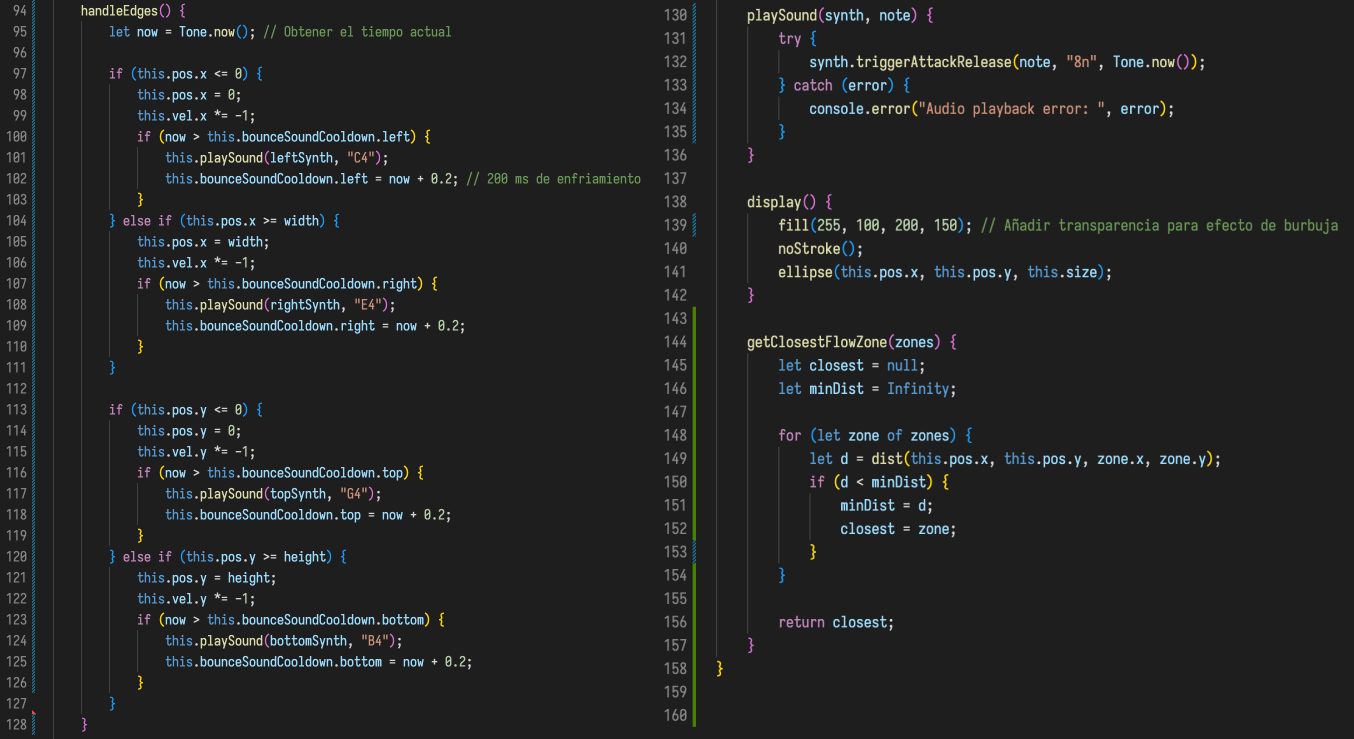 94 handleEdges() {
95 let now = Tone.now(); // Obtener el tiempo actual
96
97 if (this.pos.x <= 0) {
98 this.pos.x = 0;
99 this.vel.x *= -1;
100 if (now > this.bounceSoundCooldown.left) {
101 this.playSound(leftSynth, "C4");
102 this.bounceSoundCooldown.left = now + 0.2; // 200 ms de enfriamiento
103 }
104 } else if (this.pos.x >= width) {
105 this.pos.x = width;
106 this.vel.x *= -1;
107 if (now > this.bounceSoundCooldown.right) {
108 this.playSound(rightSynth, "E4");
109 this.bounceSoundCooldown.right = now + 0.2;
110 }
111 }
112
113 if (this.pos.y <= 0) {
114 this.pos.y = 0;
115 this.vel.y *= -1;
116 if (now > this.bounceSoundCooldown.top) {
117 this.playSound(topSynth, "G4");
118 this.bounceSoundCooldown.top = now + 0.2;
119 }
120 } else if (this.pos.y >= height) {
121 this.pos.y = height;
122 this.vel.y *= -1;
123 if (now > this.bounceSoundCooldown.bottom) {
124 this.playSound(bottomSynth, "B4");
125 this.bounceSoundCooldown.bottom = now + 0.2;
126 }
127 }
128 }
130 playSound(synth, note) {
131 try {
132 synth.triggerAttackRelease(note, "8n", Tone.now());
133 } catch (error) {
134 console.error("Audio playback error: ", error);
135 }
136 }
137
138 display() {
139 fill(255, 100, 200, 150); // Añadir transparencia para efecto de burbuja
140 noStroke();
141 ellipse(this.pos.x, this.pos.y, this.size);
142 }
143
144 getClosestFlowZone(zones) {
145 let closest = null;
146 let minDist = Infinity;
147
148 for (let zone of zones) {
149 let d = dist(this.pos.x, this.pos.y, zone.x, zone.y);
150 if (d < minDist) {
151 minDist = d;
152 closest = zone;
153 }
154 }
155
156 return closest;
157 }
158 }
159
160